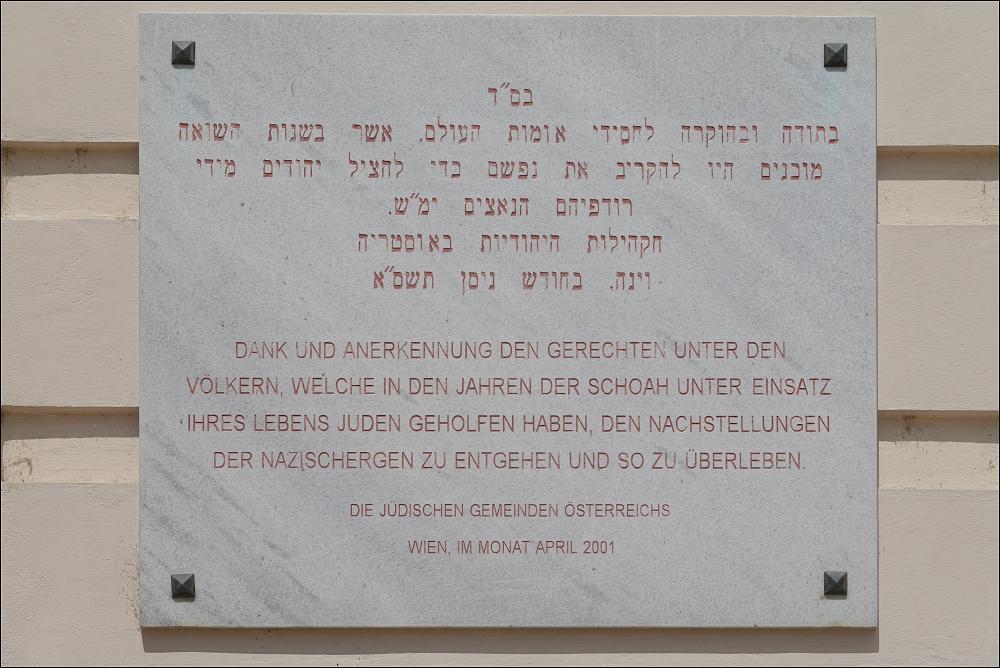 בס״ד
בתודה ובהוקרה לחסידי אומות העולם. אשר בשנות השואה
מוכנים היו להקריב את נפשם כדי להציל יהודים מידי
רודפיהם הנאצים ימ״ש.
הקהילות היהודיות באוסטריה
וינה. בחודש ניסן תשס״א
DANK UND ANERKENNUNG DEN GERECHTEN UNTER DEN
VÖLKERN, WELCHE IN DEN JAHREN DER SCHOAH UNTER EINSATZ
IHRES LEBENS JUDEN GEHOLFEN HABEN, DEN NACHSTELLUNGEN
DER NAZISCHERGEN ZU ENTGEHEN UND SO ZU ÜBERLEBEN.
DIE JÜDISCHEN GEMEINDEN ÖSTERREICHS
WIEN, IM MONAT APRIL 2001